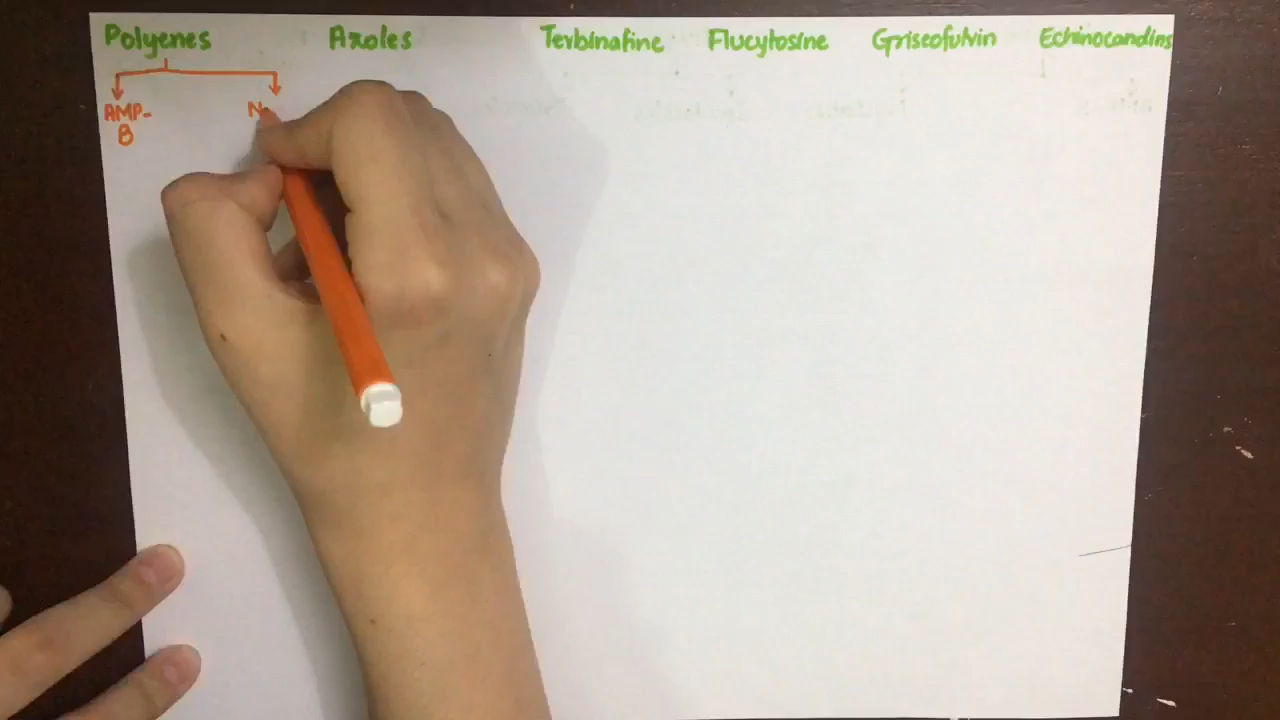 Polyenes Azoles Terbinafine Flucytosine Griseofulvin Echinocandins
AMP-
B